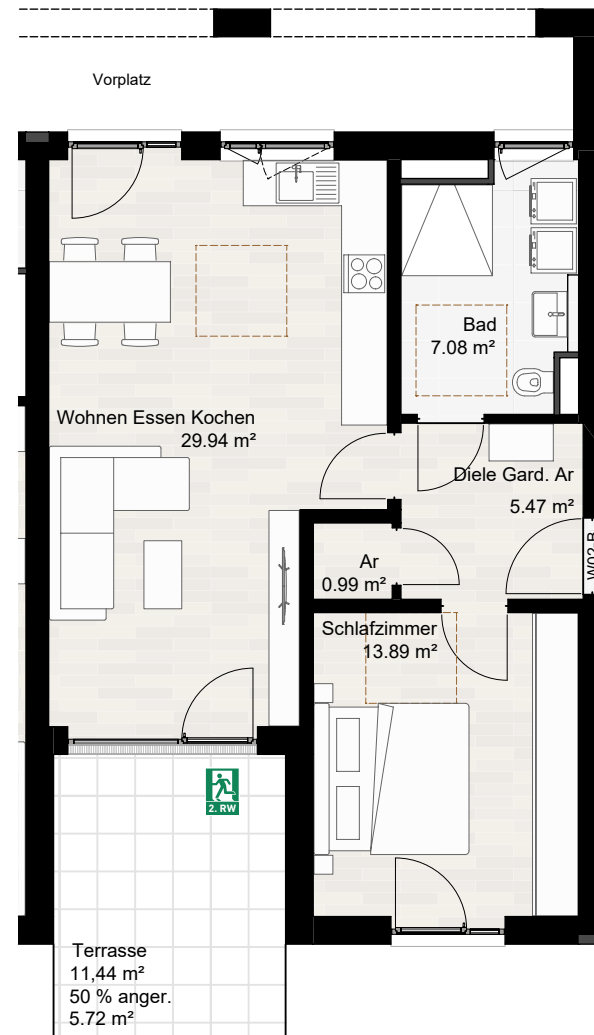 Vorplatz
Bad
7.08 m²
Wohnen Essen Kochen
29.94 m²
Diele Gard. Ar
5.47 m²
Ar
0.99 m²
W02 B
Schlafzimmer
13.89 m²
2. RW
Terrasse
11,44 m²
50 % anger.
5.72 m²